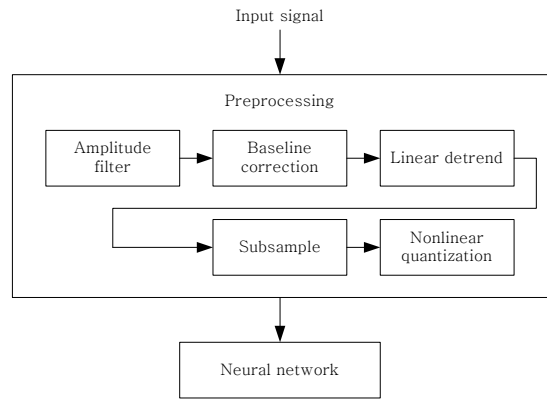 Input signal
Preprocessing
Amplitude
filter
Baseline
correction
Linear detrend
Subsample
Nonlinear
quantization
Neural network